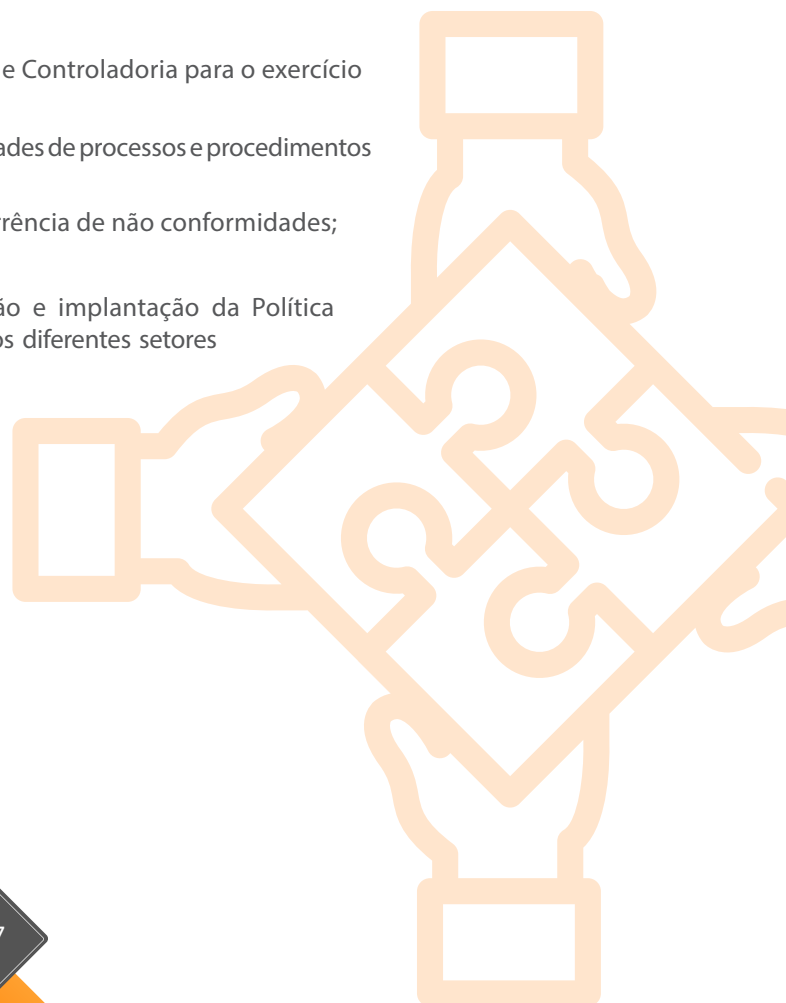 e Controladoria para o exercício
ades de processos e procedimentos
rrência de não conformidades;
ão e implantação da Política
os diferentes setores
7